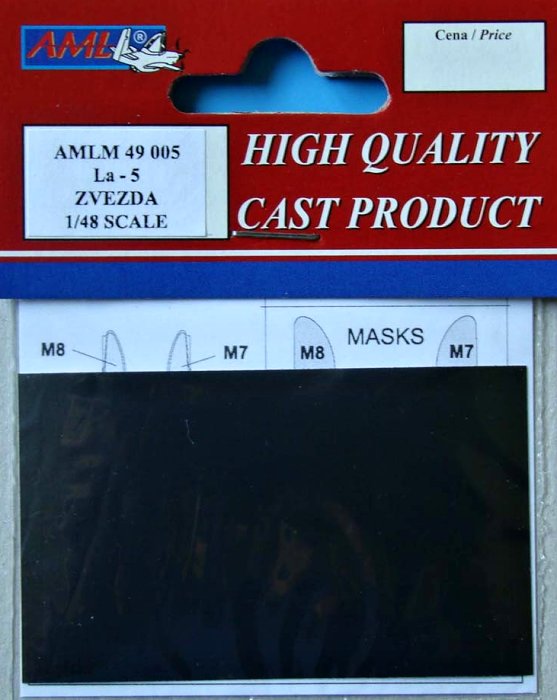 AML ®
Cena / Price
AMLM 49 005
La - 5
ZVEZDA
1/48 SCALE
HIGH QUALITY
CAST PRODUCT
MASKS
M8 M7 M8 M7